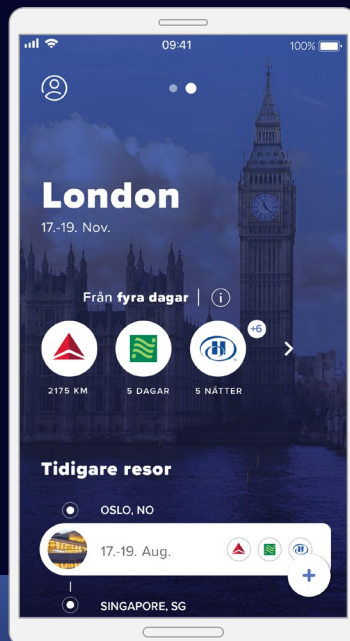 09:41
100%
London
17.-19. Nov.
Från fyra dagar
i
+6
2175 KM
5 DAGAR
5 NÄTTER
Tidigare resor
OSLO, NO
17.-19. Aug.
+
SINGAPORE, SG